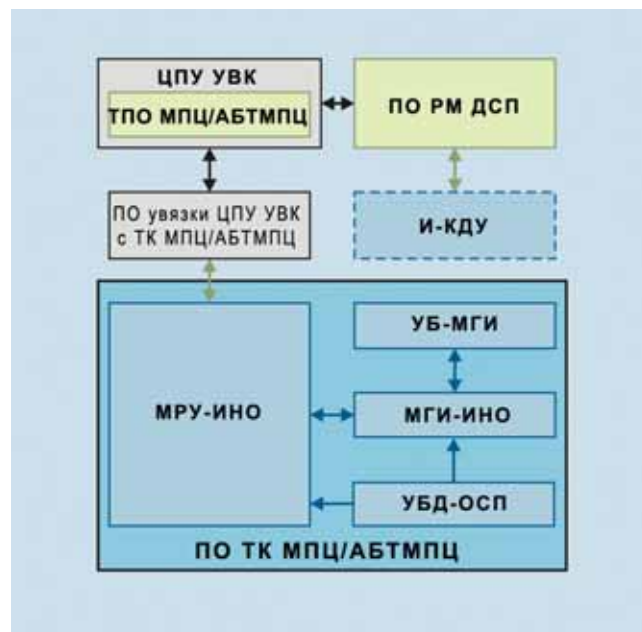 ЦПУ УВК
ТПО МПЦ/АБТМПЦ
ПО РМ ДСП
ПО увязки ЦПУ УВК
с ТК МПЦ/АБТМПЦ
И-КДУ
МРУ-ИНО
УБ-МГИ
МГИ-ИНО
УБД-ОСП
ПО ТК МПЦ/АБТМПЦ